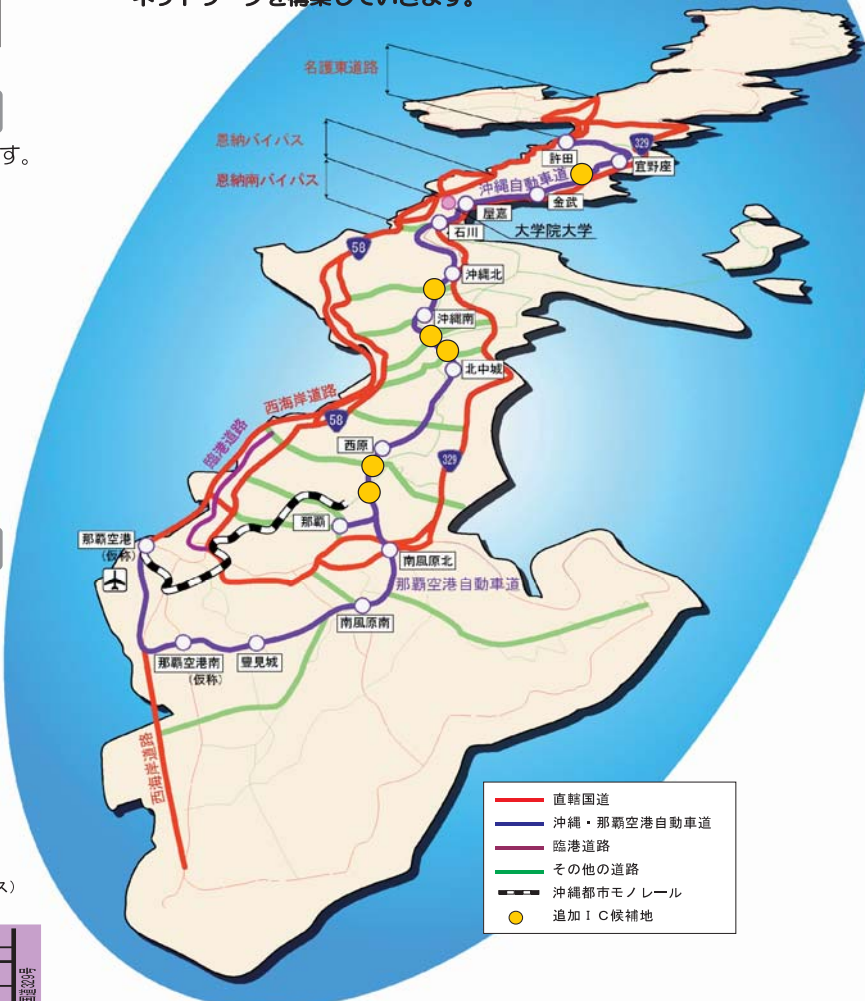 ネットワークを構築していきます。
す。
名護東道路
恩納バイパス
恩納南バイパス
329
許田
宜野座
沖縄自動車道
金武
屋嘉
石川
大学院大学
58
沖縄北
沖縄南
北中城
西海岸道路
58
臨港道路
西原
329
那覇
那覇空港
(仮称)
南風原北
那覇空港自動車道
南風原南
那覇空港南
(仮称)
豊見城
西海岸道路
直轄国道
沖縄・那覇空港自動車道
臨港道路
その他の道路
沖縄都市モノレール
追加IC候補地
ス)
国道329号